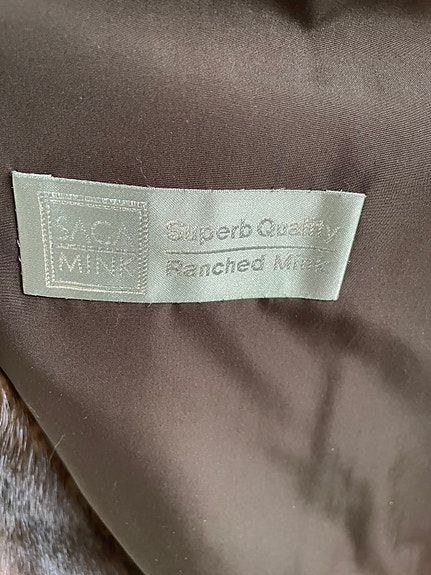 SAGA
MINK
Superb Quality
Ranched Mink